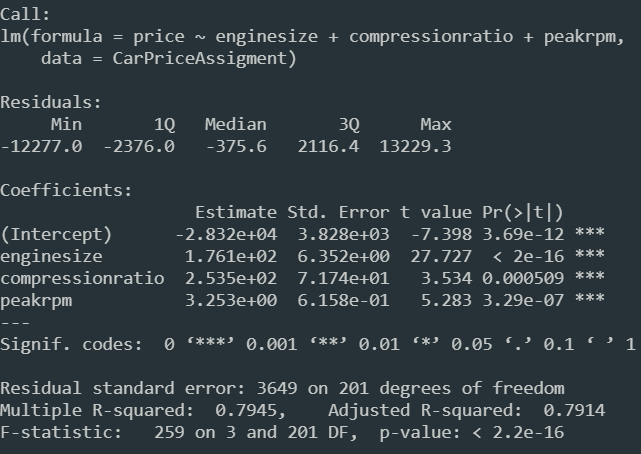 Call:
lm(formula = price ~ enginesize + compressionratio + peakrpm,
    data = CarPriceAssigment)

Residuals:
     Min       1Q   Median       3Q      Max
-12277.0  -2376.0   -375.6   2116.4  13229.3

Coefficients:
                   Estimate Std. Error t value Pr(>|t|)
(Intercept)      -2.832e+04  3.828e+03  -7.398 3.69e-12 ***
enginesize        1.761e+02  6.352e+00  27.727  < 2e-16 ***
compressionratio  2.535e+02  7.174e+01   3.534 0.000509 ***
peakrpm           3.253e+00  6.158e-01   5.283 3.29e-07 ***
---
Signif. codes:  0 ‘***’ 0.001 ‘**’ 0.01 ‘*’ 0.05 ‘.’ 0.1 ‘ ’ 1

Residual standard error: 3649 on 201 degrees of freedom
Multiple R-squared:  0.7945,    Adjusted R-squared:  0.7914
F-statistic:   259 on 3 and 201 DF,  p-value: < 2.2e-16